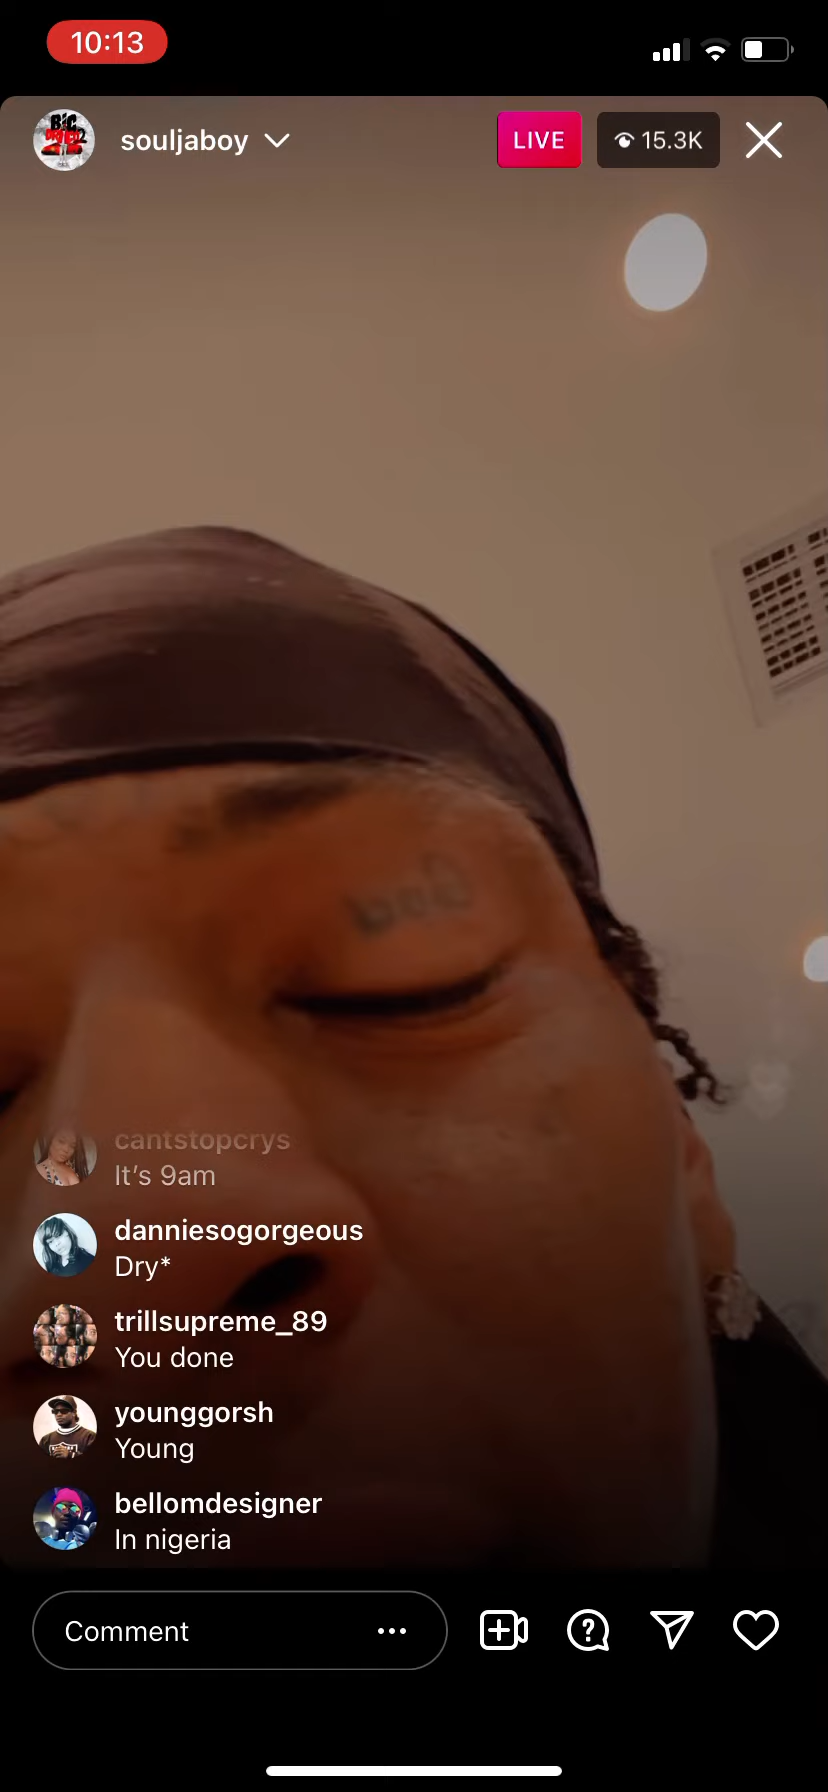 10:13
souljaboy
LIVE
15.3K
cantstopcrys
It's 9am
danniesogorgeous
Dry*
trillsupreme_89
You done
younggorsh
Young
bellomdesigner
In nigeria
Comment